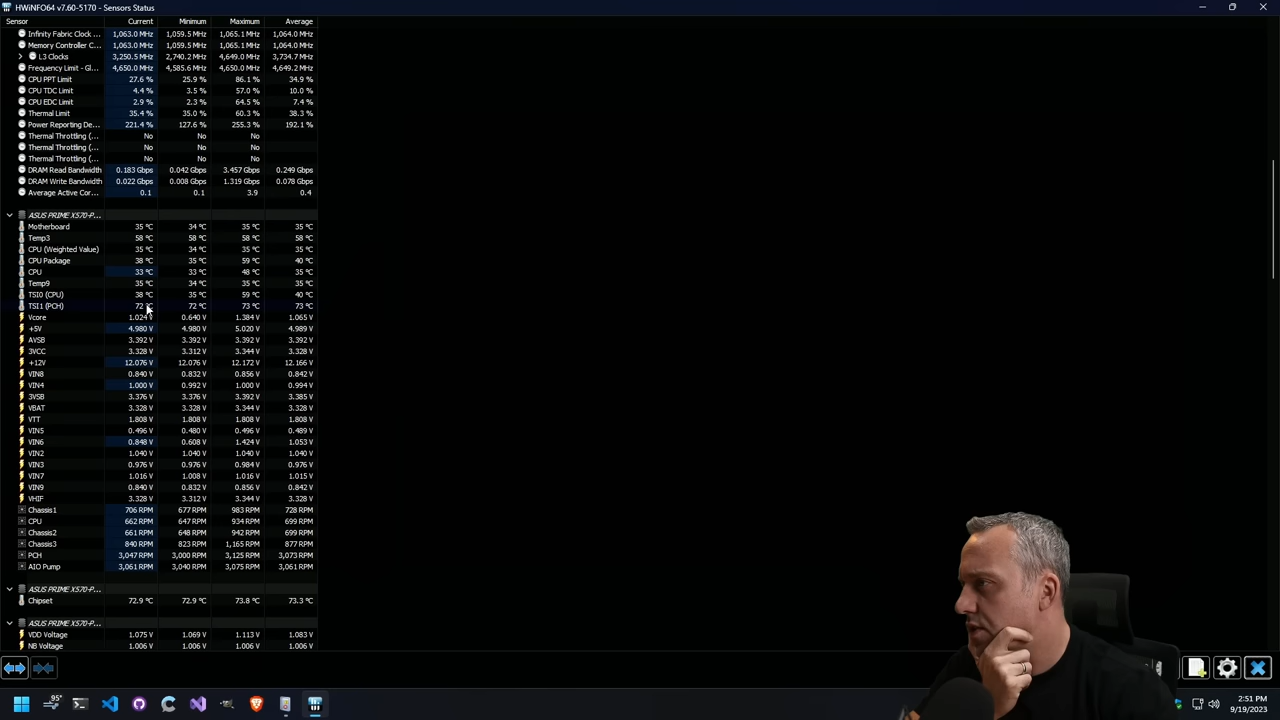 HWiNFO64 v7.60-5170 - Sensors Status
Sensor Current Minimum Maximum Average
Infinity Fabric Clock ... 1,063.0 MHz 1,059.5 MHz 1,065.1 MHz 1,064.0 MHz
Memory Controller C... 1,063.0 MHz 1,059.5 MHz 1,065.1 MHz 1,064.0 MHz
L3 Clocks 3,250.5 MHz 2,740.2 MHz 4,649.0 MHz 3,734.7 MHz
Frequency Limit - Gl... 4,650.0 MHz 4,585.6 MHz 4,650.0 MHz 4,649.2 MHz
CPU PPT Limit 27.6 % 25.9 % 86.1 % 34.9 %
CPU TDC Limit 4.4 % 3.5 % 57.0 % 10.0 %
CPU EDC Limit 2.9 % 2.3 % 64.5 % 7.4 %
Thermal Limit 35.4 % 35.0 % 60.3 % 38.3 %
Power Reporting De... 221.4 % 127.6 % 255.3 % 192.1 %
Thermal Throttling (... No No No
Thermal Throttling (... No No No
Thermal Throttling (... No No No
DRAM Read Bandwidth 0.183 Gbps 0.042 Gbps 3.457 Gbps 0.249 Gbps
DRAM Write Bandwidth 0.022 Gbps 0.008 Gbps 1.319 Gbps 0.078 Gbps
Average Active Cor... 0.1 0.1 3.9 0.4
ASUS PRIME X570-P...
Motherboard 35 °C 34 °C 35 °C 35 °C
Temp3 58 °C 58 °C 58 °C 58 °C
CPU (Weighted Value) 35 °C 34 °C 35 °C 35 °C
CPU Package 38 °C 35 °C 59 °C 40 °C
CPU 33 °C 33 °C 48 °C 35 °C
Temp9 35 °C 34 °C 35 °C 35 °C
TSI0 (CPU) 38 °C 35 °C 59 °C 40 °C
TSI1 (PCH) 72 °C 72 °C 73 °C 73 °C
Vcore 1.024 V 0.640 V 1.384 V 1.065 V
+5V 4.980 V 4.980 V 5.020 V 4.989 V
AVSB 3.392 V 3.392 V 3.392 V 3.392 V
3VCC 3.328 V 3.312 V 3.344 V 3.328 V
+12V 12.076 V 12.076 V 12.172 V 12.166 V
VIN8 0.840 V 0.832 V 0.856 V 0.842 V
VIN4 1.000 V 0.992 V 1.000 V 0.994 V
3VSB 3.376 V 3.376 V 3.392 V 3.385 V
VBAT 3.328 V 3.328 V 3.344 V 3.328 V
VTT 1.808 V 1.808 V 1.808 V 1.808 V
VIN5 0.496 V 0.480 V 0.496 V 0.489 V
VIN6 0.848 V 0.608 V 1.424 V 1.053 V
VIN2 1.040 V 1.040 V 1.040 V 1.040 V
VIN3 0.976 V 0.976 V 0.984 V 0.976 V
VIN7 1.016 V 1.008 V 1.016 V 1.015 V
VIN9 0.840 V 0.832 V 0.856 V 0.842 V
VHIF 3.328 V 3.312 V 3.344 V 3.328 V
Chassis1 706 RPM 677 RPM 983 RPM 728 RPM
CPU 662 RPM 647 RPM 934 RPM 699 RPM
Chassis2 661 RPM 648 RPM 942 RPM 699 RPM
Chassis3 840 RPM 823 RPM 1,165 RPM 877 RPM
PCH 3,047 RPM 3,000 RPM 3,125 RPM 3,073 RPM
AIO Pump 3,061 RPM 3,040 RPM 3,075 RPM 3,061 RPM
ASUS PRIME X570-P...
Chipset 72.9 °C 72.9 °C 73.8 °C 73.3 °C
ASUS PRIME X570-P...
VDD Voltage 1.075 V 1.069 V 1.113 V 1.083 V
NB Voltage 1.006 V 1.006 V 1.006 V 1.006 V
95°
2:51 PM
9/19/2023